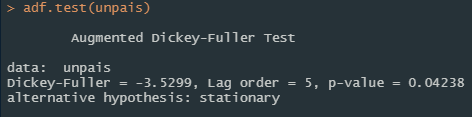 > adf.test(unpais)
Augmented Dickey-Fuller Test
data:  unpais
Dickey-Fuller = -3.5299, Lag order = 5, p-value = 0.04238
alternative hypothesis: stationary